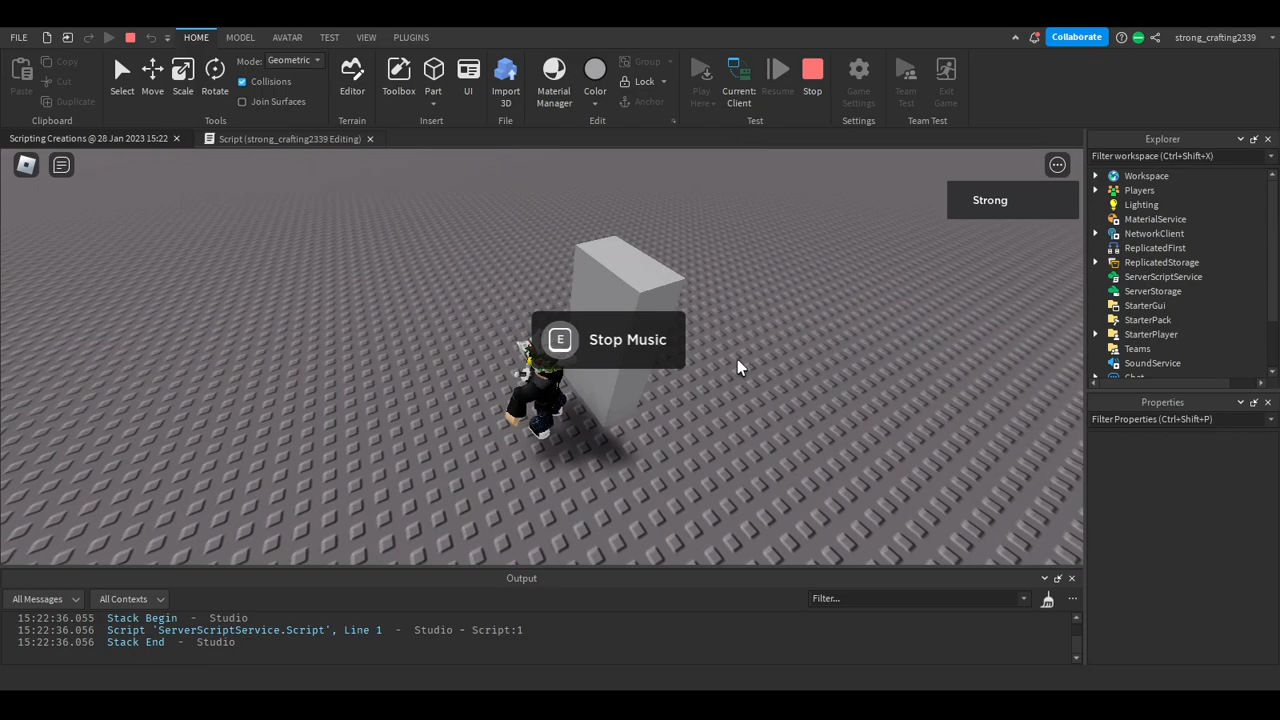 FILE HOME MODEL AVATAR TEST VIEW PLUGINS Collaborate strong_crafting2339
Paste Copy Cut Duplicate
Select Move Scale Rotate
Mode: Geometric
Collisions
Join Surfaces
Editor Toolbox Part UI Import 3D Material Manager Color
Group
Lock
Anchor
Play Here Current: Client Resume Stop Game Settings Team Test Exit Game
Clipboard Tools Terrain Insert File Edit Test Settings Team Test
Scripting Creations @ 28 Jan 2023 15:22 Script (strong_crafting2339 Editing)
Strong
E Stop Music
Explorer
Filter workspace (Ctrl+Shift+X)
Workspace
Players
Lighting
MaterialService
NetworkClient
ReplicatedFirst
ReplicatedStorage
ServerScriptService
ServerStorage
StarterGui
StarterPack
StarterPlayer
Teams
SoundService
Chat
Properties
Filter Properties (Ctrl+Shift+P)
Output
All Messages All Contexts Filter...
15:22:36.055 Stack Begin - Studio
15:22:36.056 Script 'ServerScriptService.Script', Line 1 - Studio - Script:1
15:22:36.056 Stack End - Studio